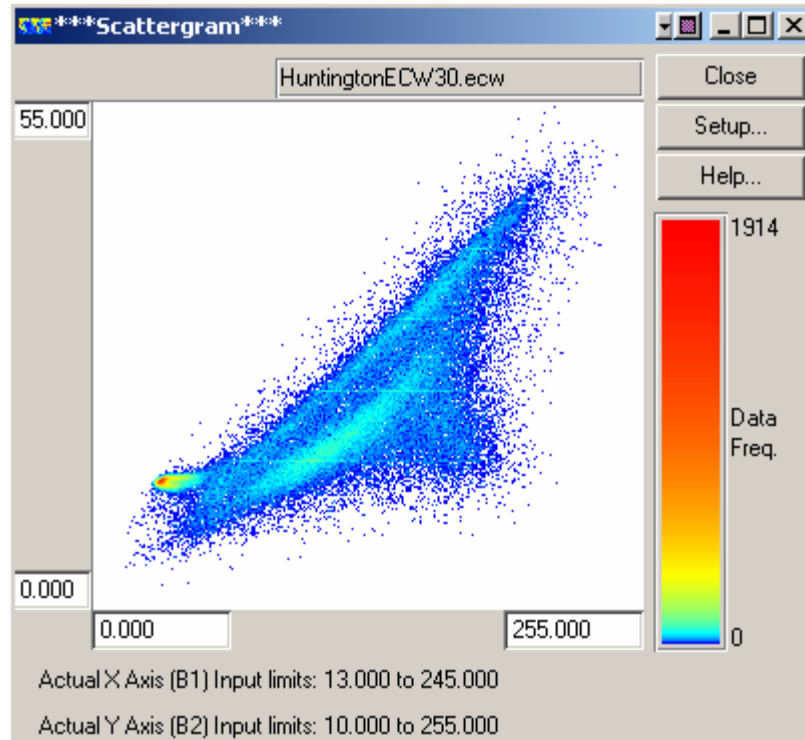 ***Scattergram***
HuntingtonECW30.ecw
Close
55.000
Setup...
Help...
1914
Data
Freq.
0.000
0
0.000
255.000
Actual X Axis (B1) Input limits: 13.000 to 245.000
Actual Y Axis (B2) Input limits: 10.000 to 255.000